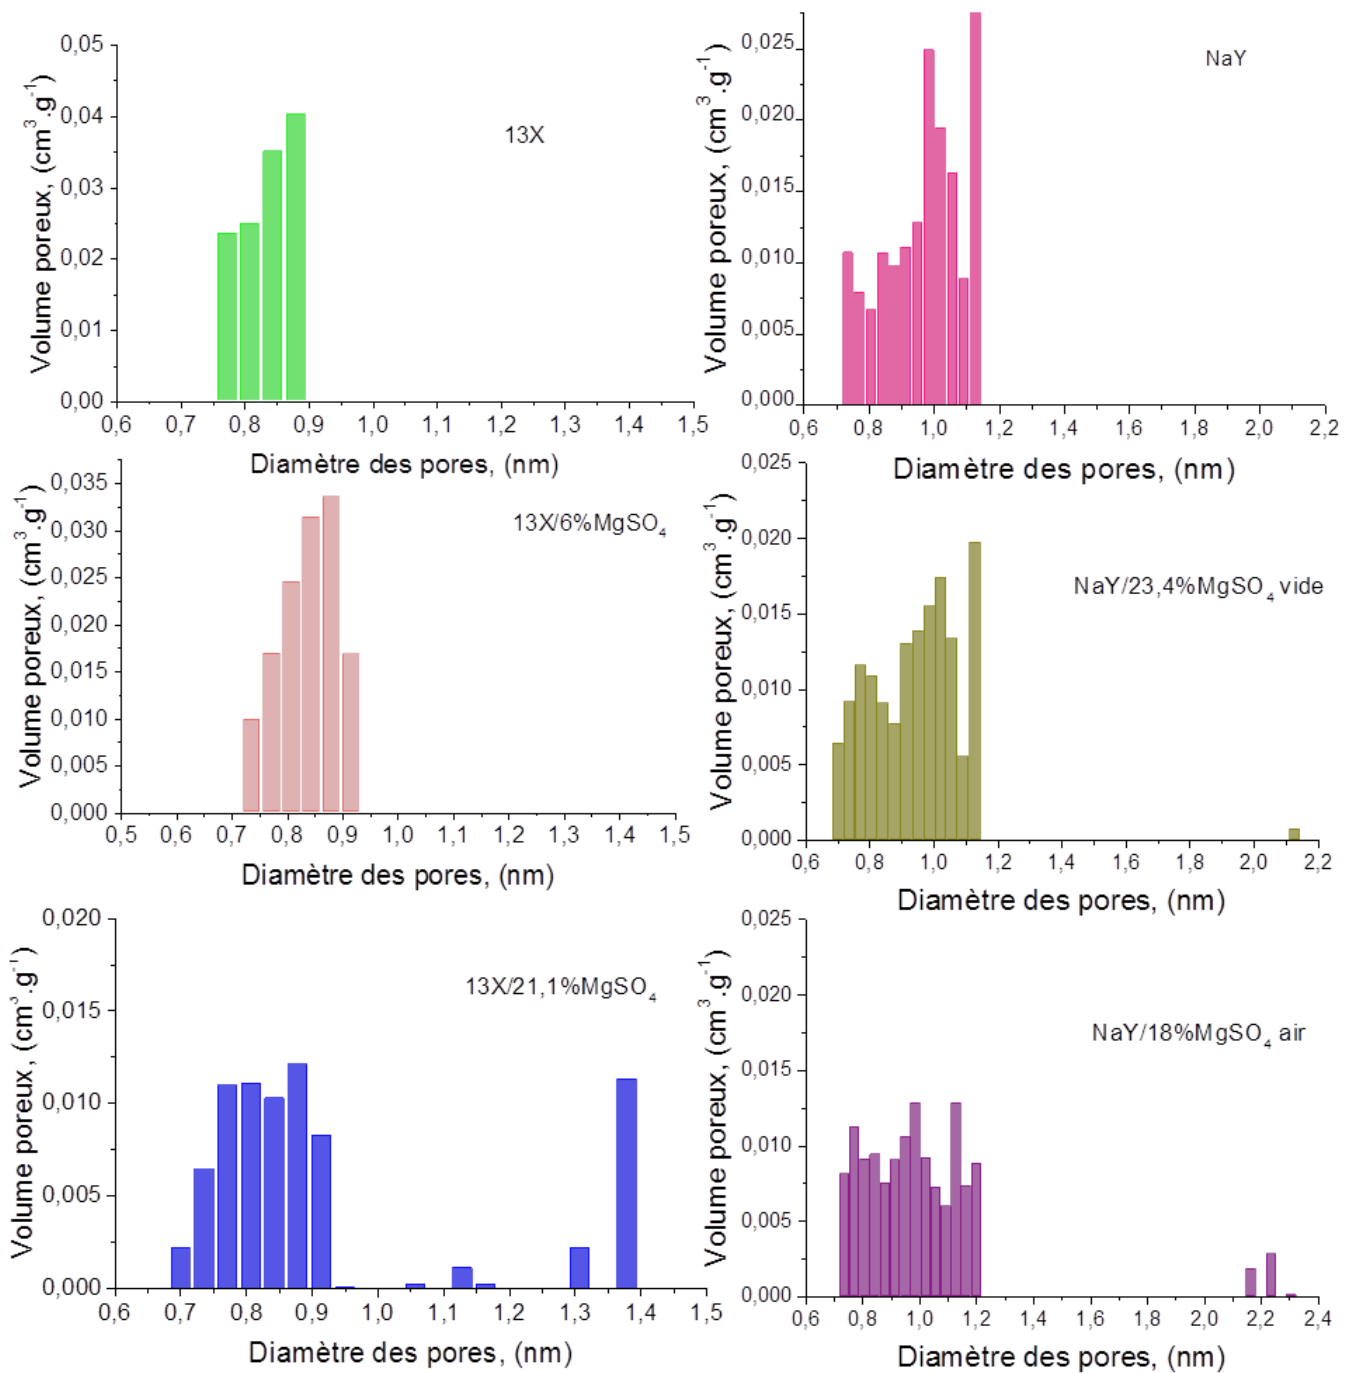 Volume poreux, (cm³.g⁻¹)
0,05
0,04
0,03
0,02
0,01
0,00
13X
0,6 0,7 0,8 0,9 1,0 1,1 1,2 1,3 1,4 1,5
Diamètre des pores, (nm)
Volume poreux, (cm³.g⁻¹)
0,025
0,020
0,015
0,010
0,005
0,000
NaY
0,6 0,8 1,0 1,2 1,4 1,6 1,8 2,0 2,2
Diamètre des pores, (nm)
Volume poreux, (cm³.g⁻¹)
0,035
0,030
0,025
0,020
0,015
0,010
0,005
0,000
13X/6%MgSO₄
0,5 0,6 0,7 0,8 0,9 1,0 1,1 1,2 1,3 1,4 1,5
Diamètre des pores, (nm)
Volume poreux, (cm³.g⁻¹)
0,025
0,020
0,015
0,010
0,005
0,000
NaY/23,4%MgSO₄ vide
0,6 0,8 1,0 1,2 1,4 1,6 1,8 2,0 2,2
Diamètre des pores, (nm)
Volume poreux, (cm³.g⁻¹)
0,020
0,015
0,010
0,005
0,000
13X/21,1%MgSO₄
0,6 0,7 0,8 0,9 1,0 1,1 1,2 1,3 1,4 1,5
Diamètre des pores, (nm)
Volume poreux, (cm³.g⁻¹)
0,025
0,020
0,015
0,010
0,005
0,000
NaY/18%MgSO₄ air
0,6 0,8 1,0 1,2 1,4 1,6 1,8 2,0 2,2 2,4
Diamètre des pores, (nm)